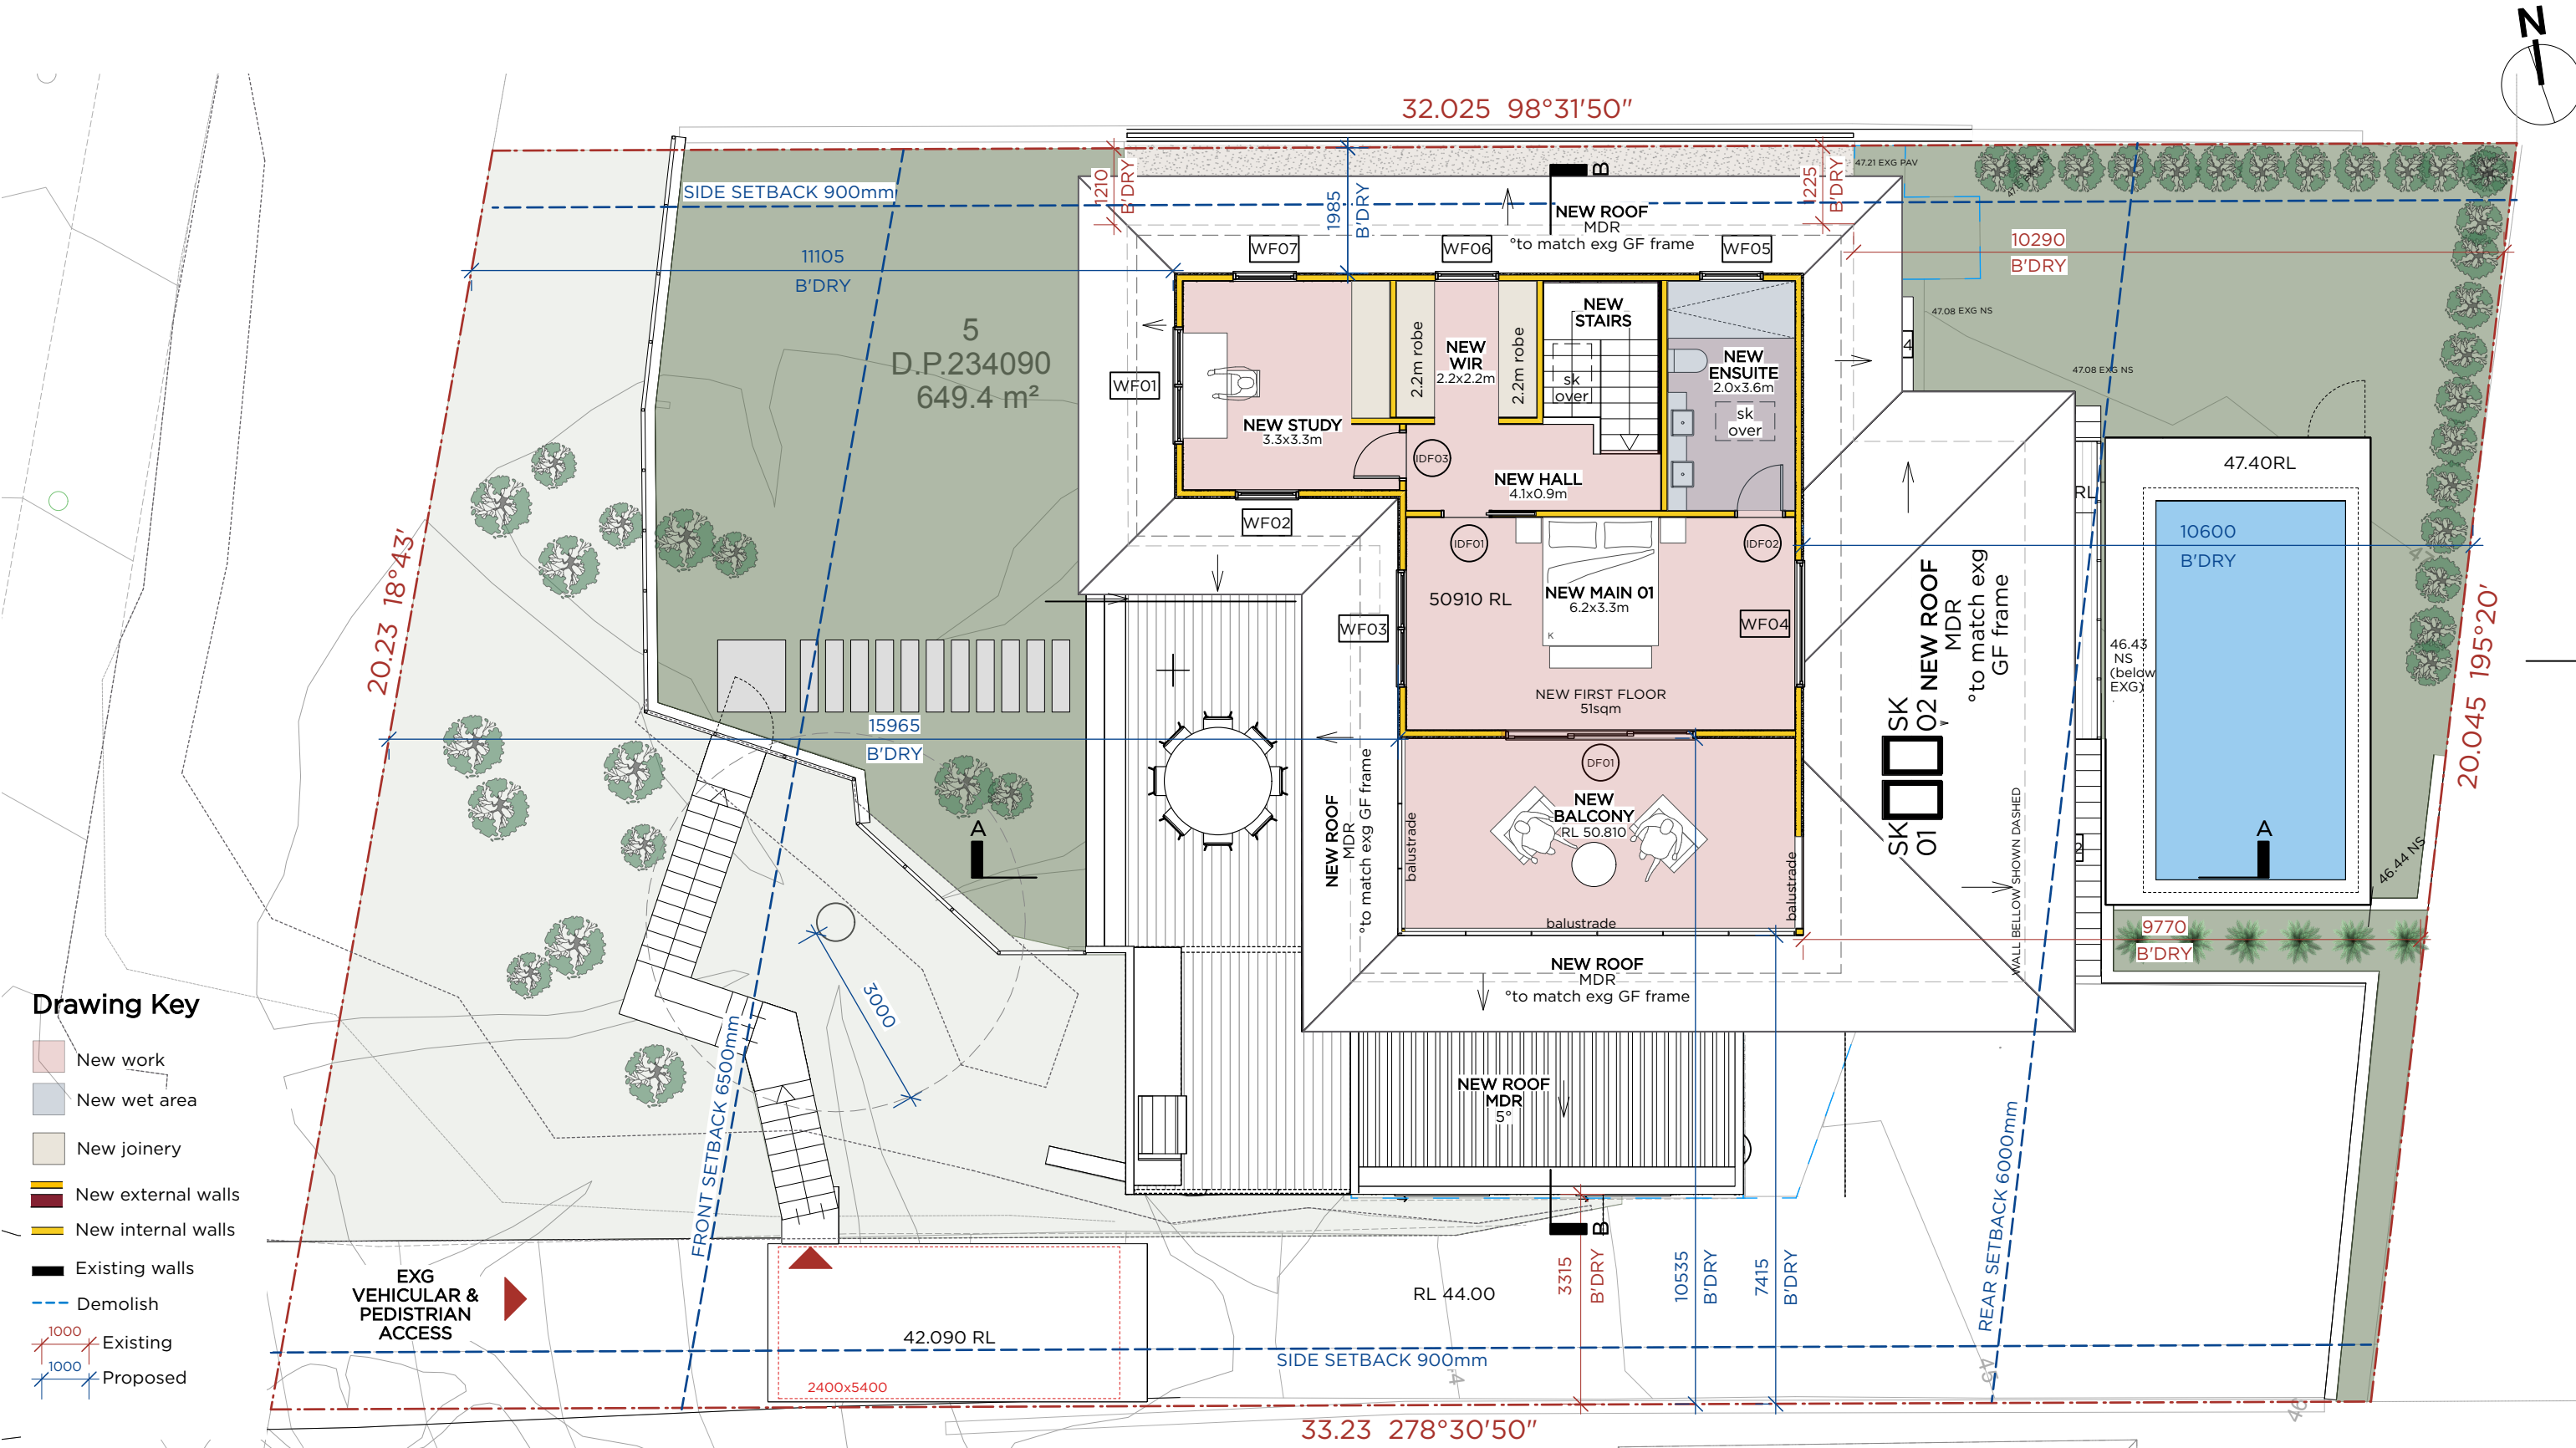 N
32.025 98°31'50"
SIDE SETBACK 900mm
1210
B'DRY
1985
B'DRY
B
1225
B'DRY
47.21 EXG PAV
NEW ROOF
MDR
°to match exg GF frame
WF07
WF06
WF05
10290
B'DRY
11105
B'DRY
5
D.P.234090
649.4 m²
WF01
NEW STUDY
3.3x3.3m
2.2m robe
NEW
WIR
2.2x2.2m
2.2m robe
NEW
STAIRS
sk
over
NEW
ENSUITE
2.0x3.6m
sk
over
4
47.08 EXG NS
47.08 EXG NS
IDF03
NEW HALL
4.1x0.9m
WF02
IDF01
IDF02
50910 RL
NEW MAIN 01
6.2x3.3m
K
WF03
WF04
NEW FIRST FLOOR
51sqm
20.23 18°43'
15965
B'DRY
DF01
NEW
BALCONY
RL 50.810
balustrade
balustrade
balustrade
NEW ROOF
MDR
°to match exg GF frame
SK
01
SK
02
NEW ROOF
MDR
°to match exg
GF frame
WALL BELLOW SHOWN DASHED
RL
47.40RL
10600
B'DRY
46.43
NS
(below
EXG)
2
A
46.44 NS
20.045 195°20'
9770
B'DRY
A
3000
NEW ROOF
MDR
°to match exg GF frame
NEW ROOF
MDR
5°
B
FRONT SETBACK 6500mm
REAR SETBACK 6000mm
3315
B'DRY
10535
B'DRY
7415
B'DRY
RL 44.00
42.090 RL
2400x5400
SIDE SETBACK 900mm
EXG
VEHICULAR &
PEDISTRIAN
ACCESS
46
33.23 278°30'50"
Drawing Key
New work
New wet area
New joinery
New external walls
New internal walls
Existing walls
Demolish
1000
Existing
1000
Proposed